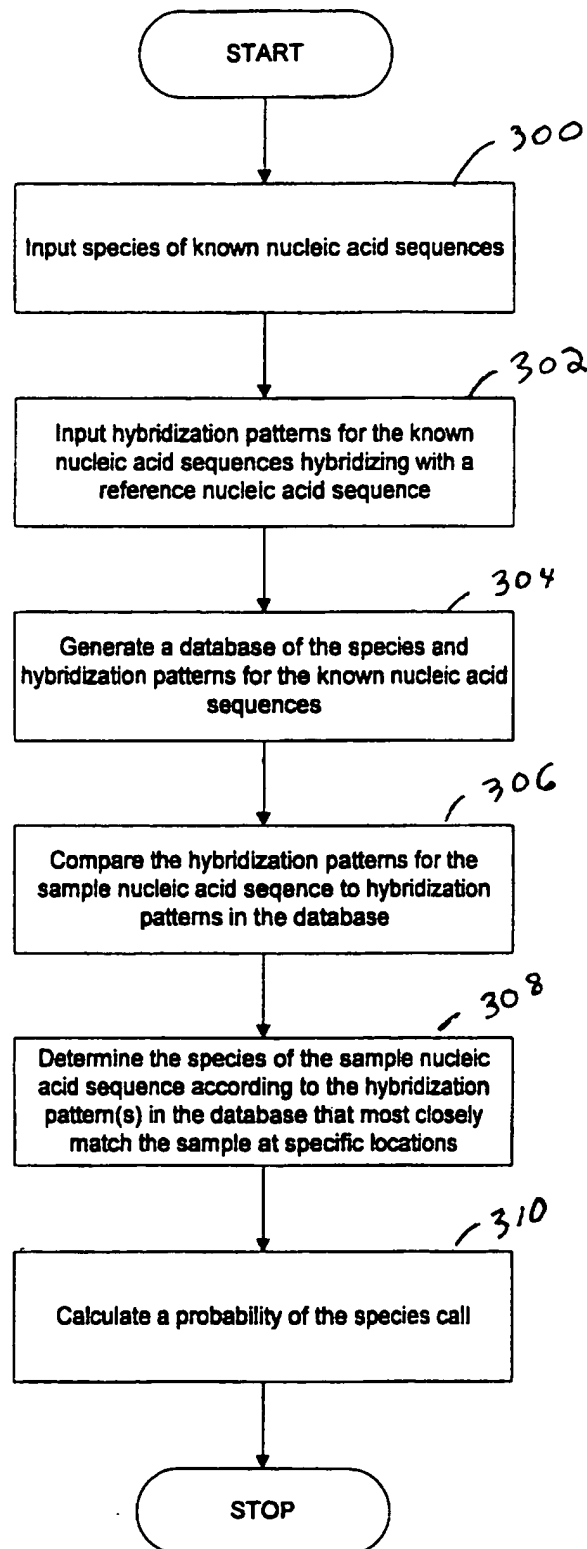 START
300
Input species of known nucleic acid sequences
302
Input hybridization patterns for the known
nucleic acid sequences hybridizing with a
reference nucleic acid sequence
304
Generate a database of the species and
hybridization patterns for the known nucleic acid
sequences
306
Compare the hybridization patterns for the
sample nucleic acid seqence to hybridization
patterns in the database
308
Determine the species of the sample nucleic
acid sequence according to the hybridization
pattern(s) in the database that most closely
match the sample at specific locations
310
Calculate a probability of the species call
STOP